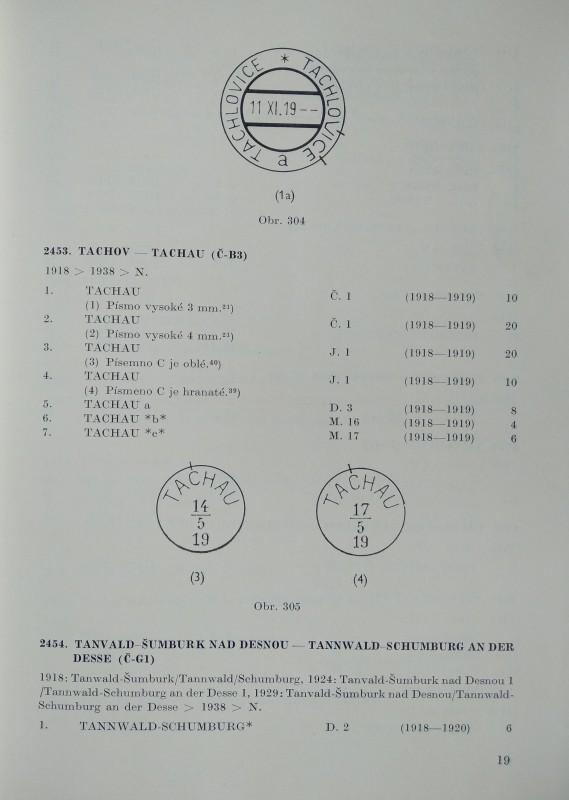 TACHLOVICE * TACHLOVICE
11 XI.19--
a
(1a)
Obr. 304
2453. TACHOV — TACHAU (Č-B3)
1918 > 1938 > N.
1. TACHAU Č. 1 (1918—1919) 10
(1) Písmo vysoké 3 mm.²¹)
2. TACHAU Č. 1 (1918—1919) 20
(2) Písmo vysoké 4 mm.²¹)
3. TACHAU J. 1 (1918—1919) 20
(3) Písemno C je oblé.⁴⁰)
4. TACHAU J. 1 (1918—1919) 10
(4) Písmeno C je hranaté.³⁹)
5. TACHAU a D. 3 (1918—1919) 8
6. TACHAU *b* M. 16 (1918—1919) 4
7. TACHAU *c* M. 17 (1918—1919) 6
TACHAU
14
5
19
(3)
TACHAU
17
5
19
(4)
Obr. 305
2454. TANVALD-ŠUMBURK NAD DESNOU — TANNWALD-SCHUMBURG AN DER
DESSE (Č-G1)
1918: Tanwald-Šumburk/Tannwald/Schumburg, 1924: Tanvald-Šumburk nad Desnou 1
/Tannwald-Schumburg an der Desse 1, 1929: Tanvald-Šumburk nad Desnou/Tannwald-
Schumburg an der Desse > 1938 > N.
1. TANNWALD-SCHUMBURG* D. 2 (1918—1920) 6
19